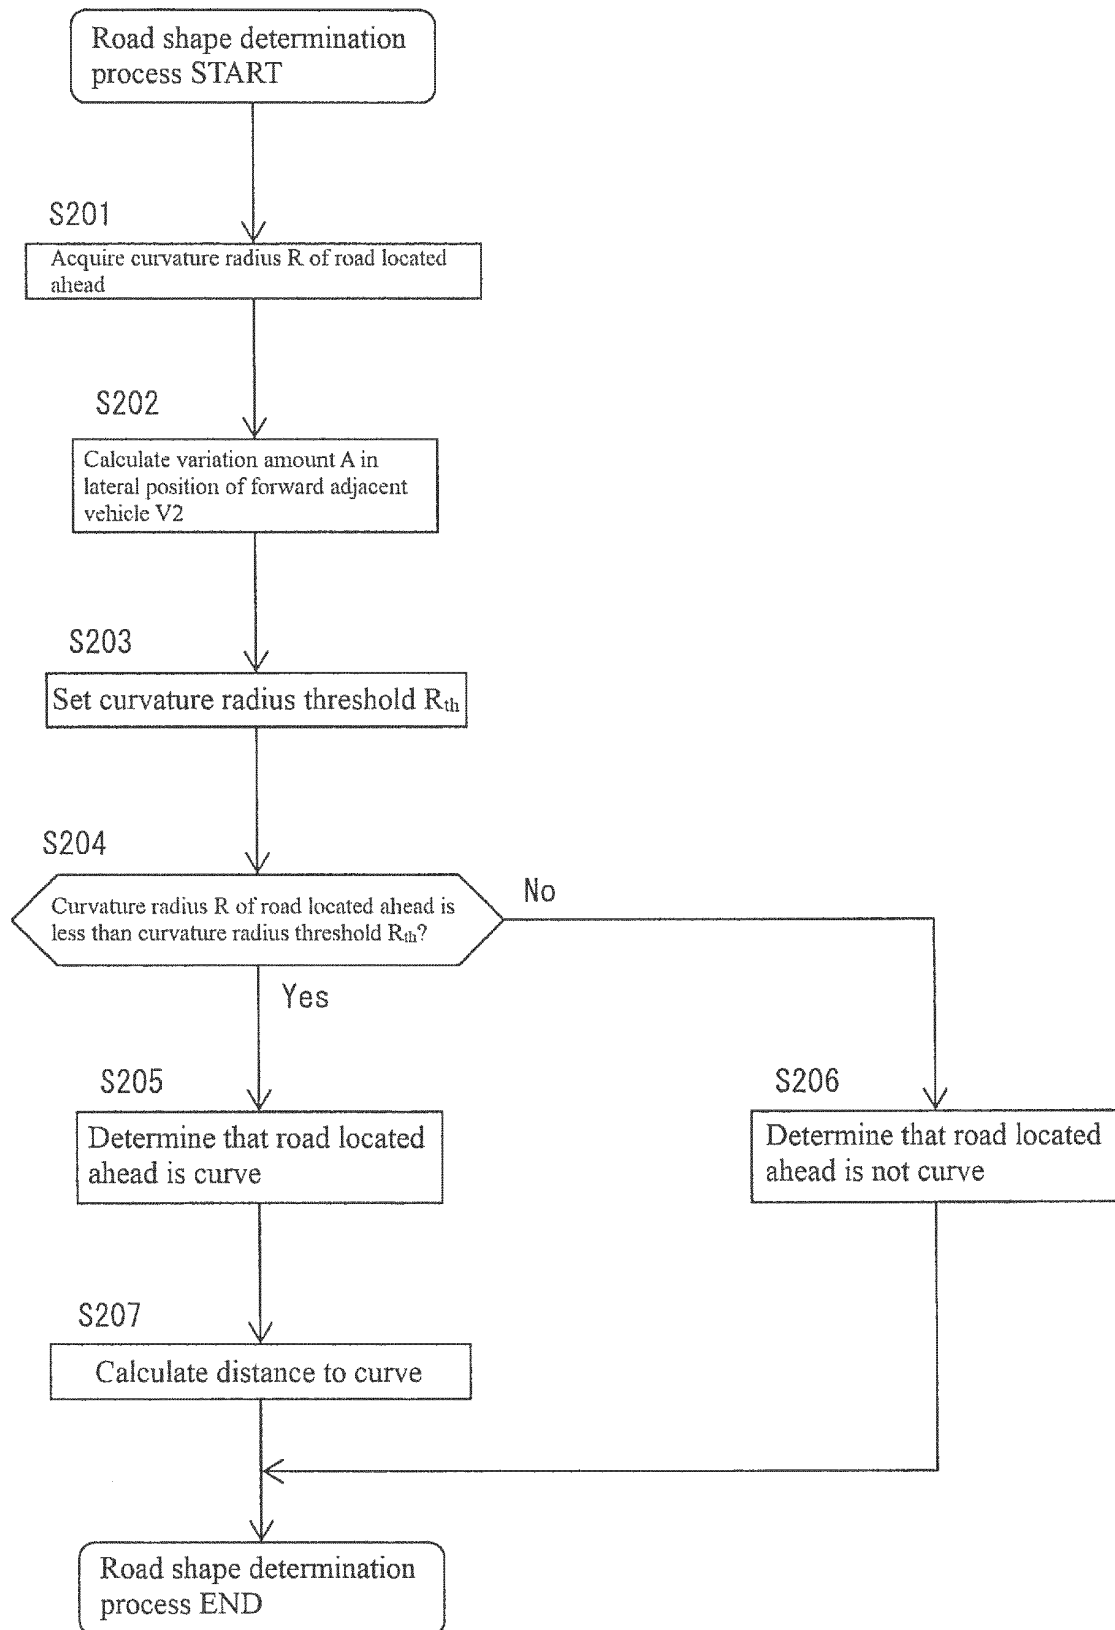 Road shape determination
process START
S201
Acquire curvature radius R of road located
ahead
S202
Calculate variation amount A in
lateral position of forward adjacent
vehicle V2
S203
Set curvature radius threshold Rth
S204
Curvature radius R of road located ahead is
less than curvature radius threshold Rth?
No
Yes
S205
Determine that road located
ahead is curve
S206
Determine that road located
ahead is not curve
S207
Calculate distance to curve
Road shape determination
process END